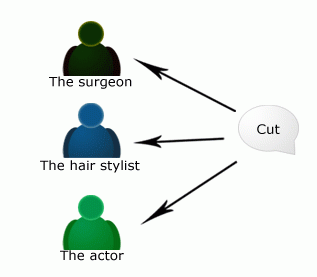 The surgeon
The hair stylist
Cut
The actor